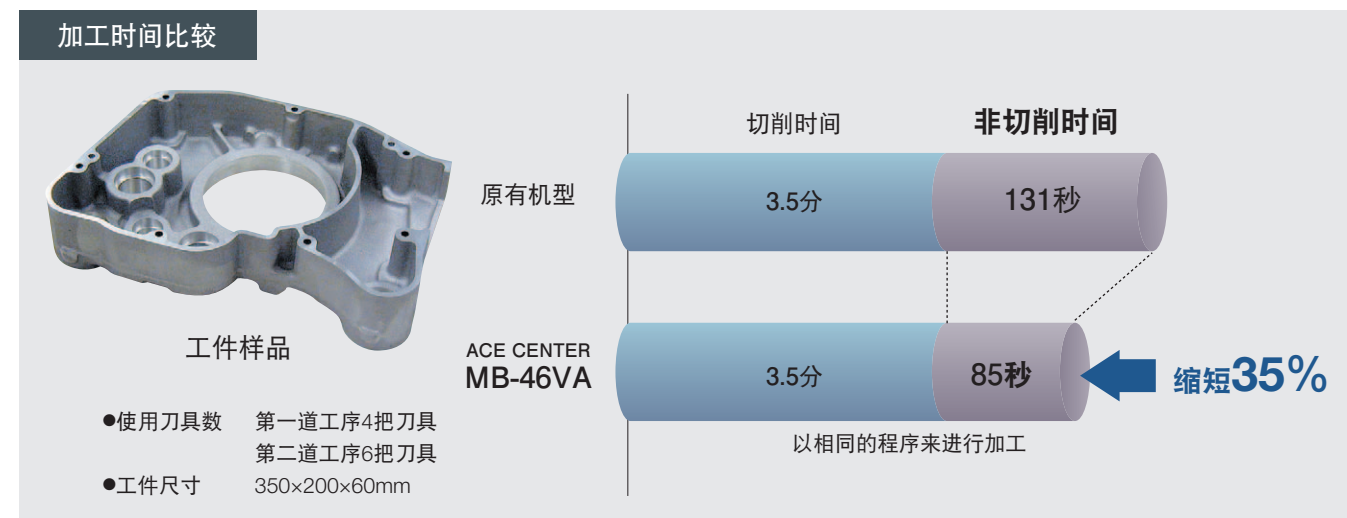 加工时间比较
切削时间
非切削时间
原有机型
3.5分
131秒
工件样品
ACE CENTER
MB-46VA
3.5分
85秒
缩短35%
以相同的程序来进行加工
●使用刀具数 第一道工序4把刀具
第二道工序6把刀具
●工件尺寸 350×200×60mm